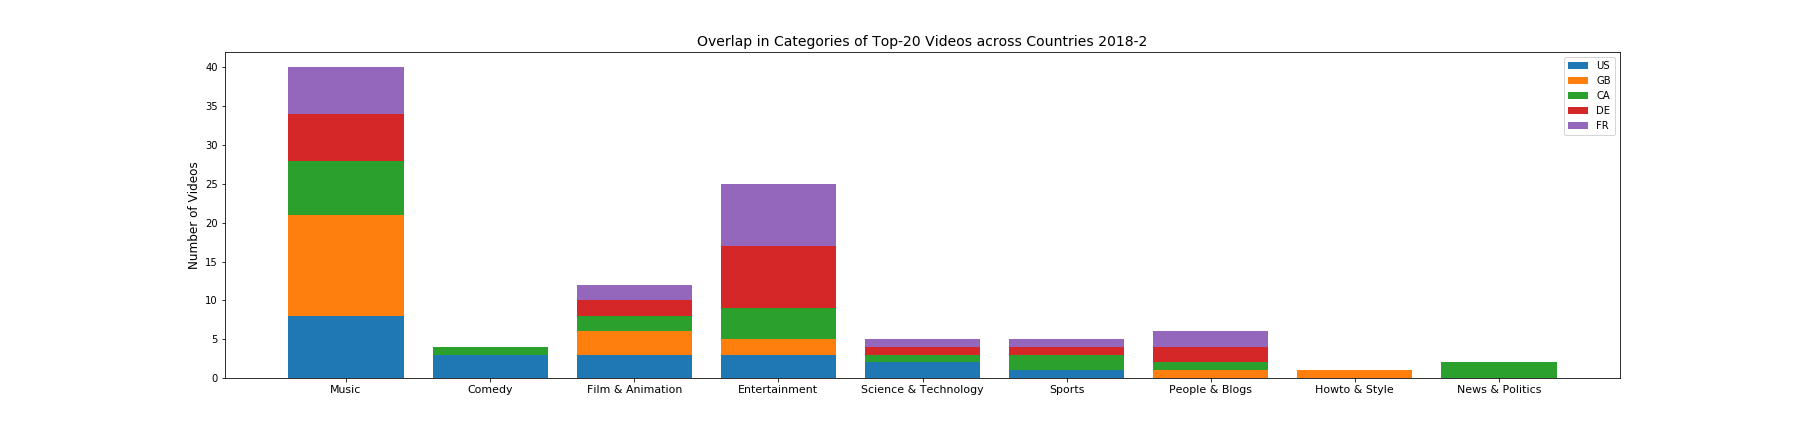 Overlap in Categories of Top-20 Videos across Countries 2018-2
Number of Videos
40
35
30
25
20
15
10
5
0
US
GB
CA
DE
FR
Music
Comedy
Film & Animation
Entertainment
Science & Technology
Sports
People & Blogs
Howto & Style
News & Politics